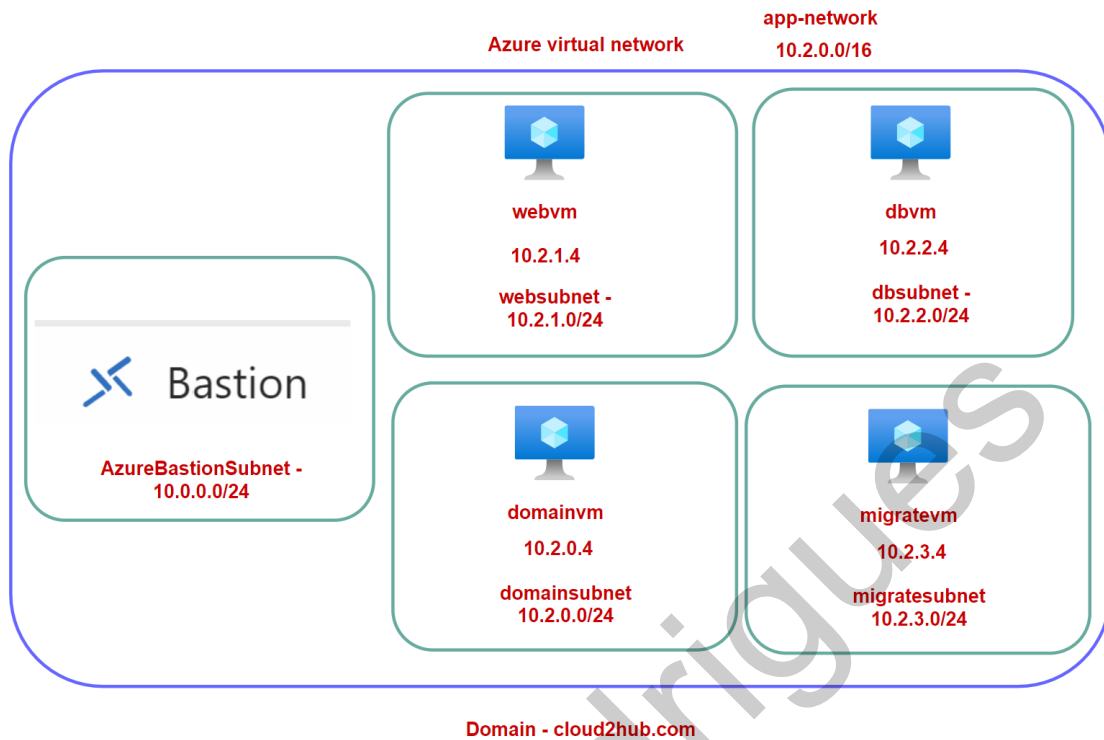 app-network
Azure virtual network
10.2.0.0/16
webvm
10.2.1.4
websubnet -
10.2.1.0/24
dbvm
10.2.2.4
dbsubnet -
10.2.2.0/24
Bastion
AzureBastionSubnet -
10.0.0.0/24
domainvm
10.2.0.4
domainsubnet
10.2.0.0/24
migratevm
10.2.3.4
migratesubnet
10.2.3.0/24
Domain - cloud2hub.com
drigues